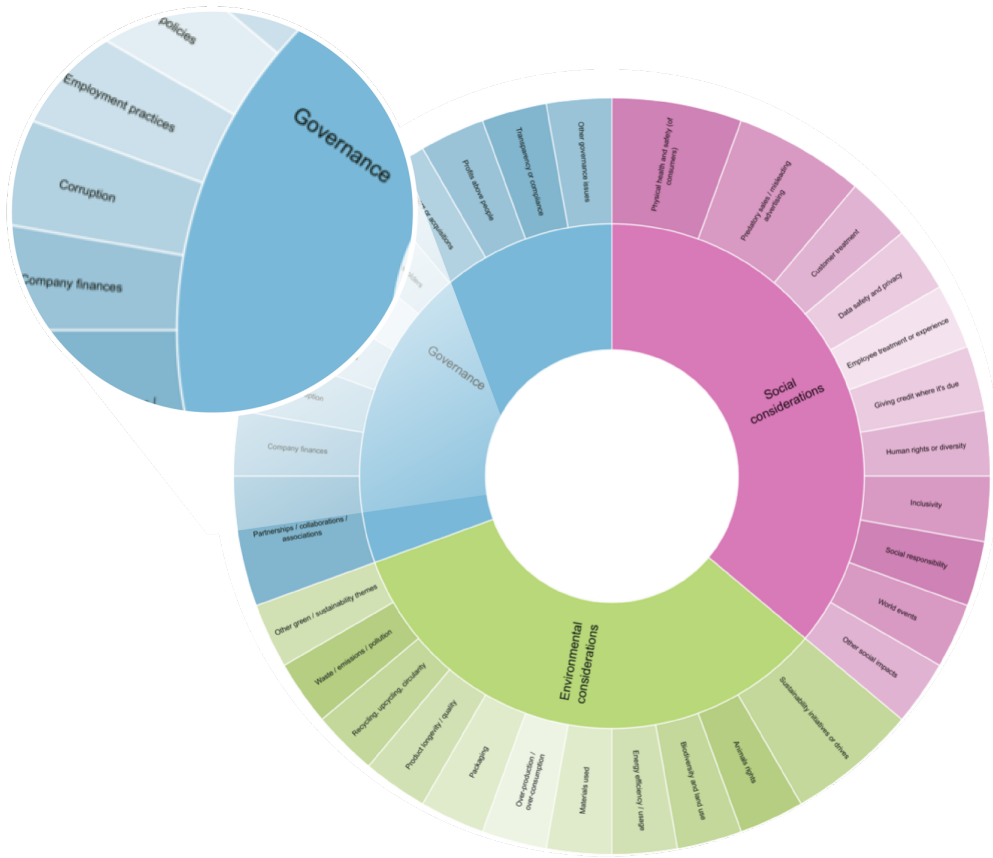 policies
Employment practices
Corruption
Company finances
Governance
or acquisitions
Profits above people
Transparency or compliance
Other governance issues
Governance
Company finances
Partnerships / collaborations /
associations
Physical health and safety (of
consumers)
Predatory sales / misleading
advertising
Customer treatment
Data safety and privacy
Employee treatment or experience
Giving credit where it's due
Human rights or diversity
Inclusivity
Social responsibility
World events
Other social impacts
Social
considerations
Sustainability initiatives or drives
Animals rights
Biodiversity and land use
Energy efficiency / usage
Materials used
Over-production /
over-consumption
Packaging
Product longevity / quality
Recycling, upcycling, circularity
Waste / emissions / pollution
Other green / sustainability themes
Environmental
considerations